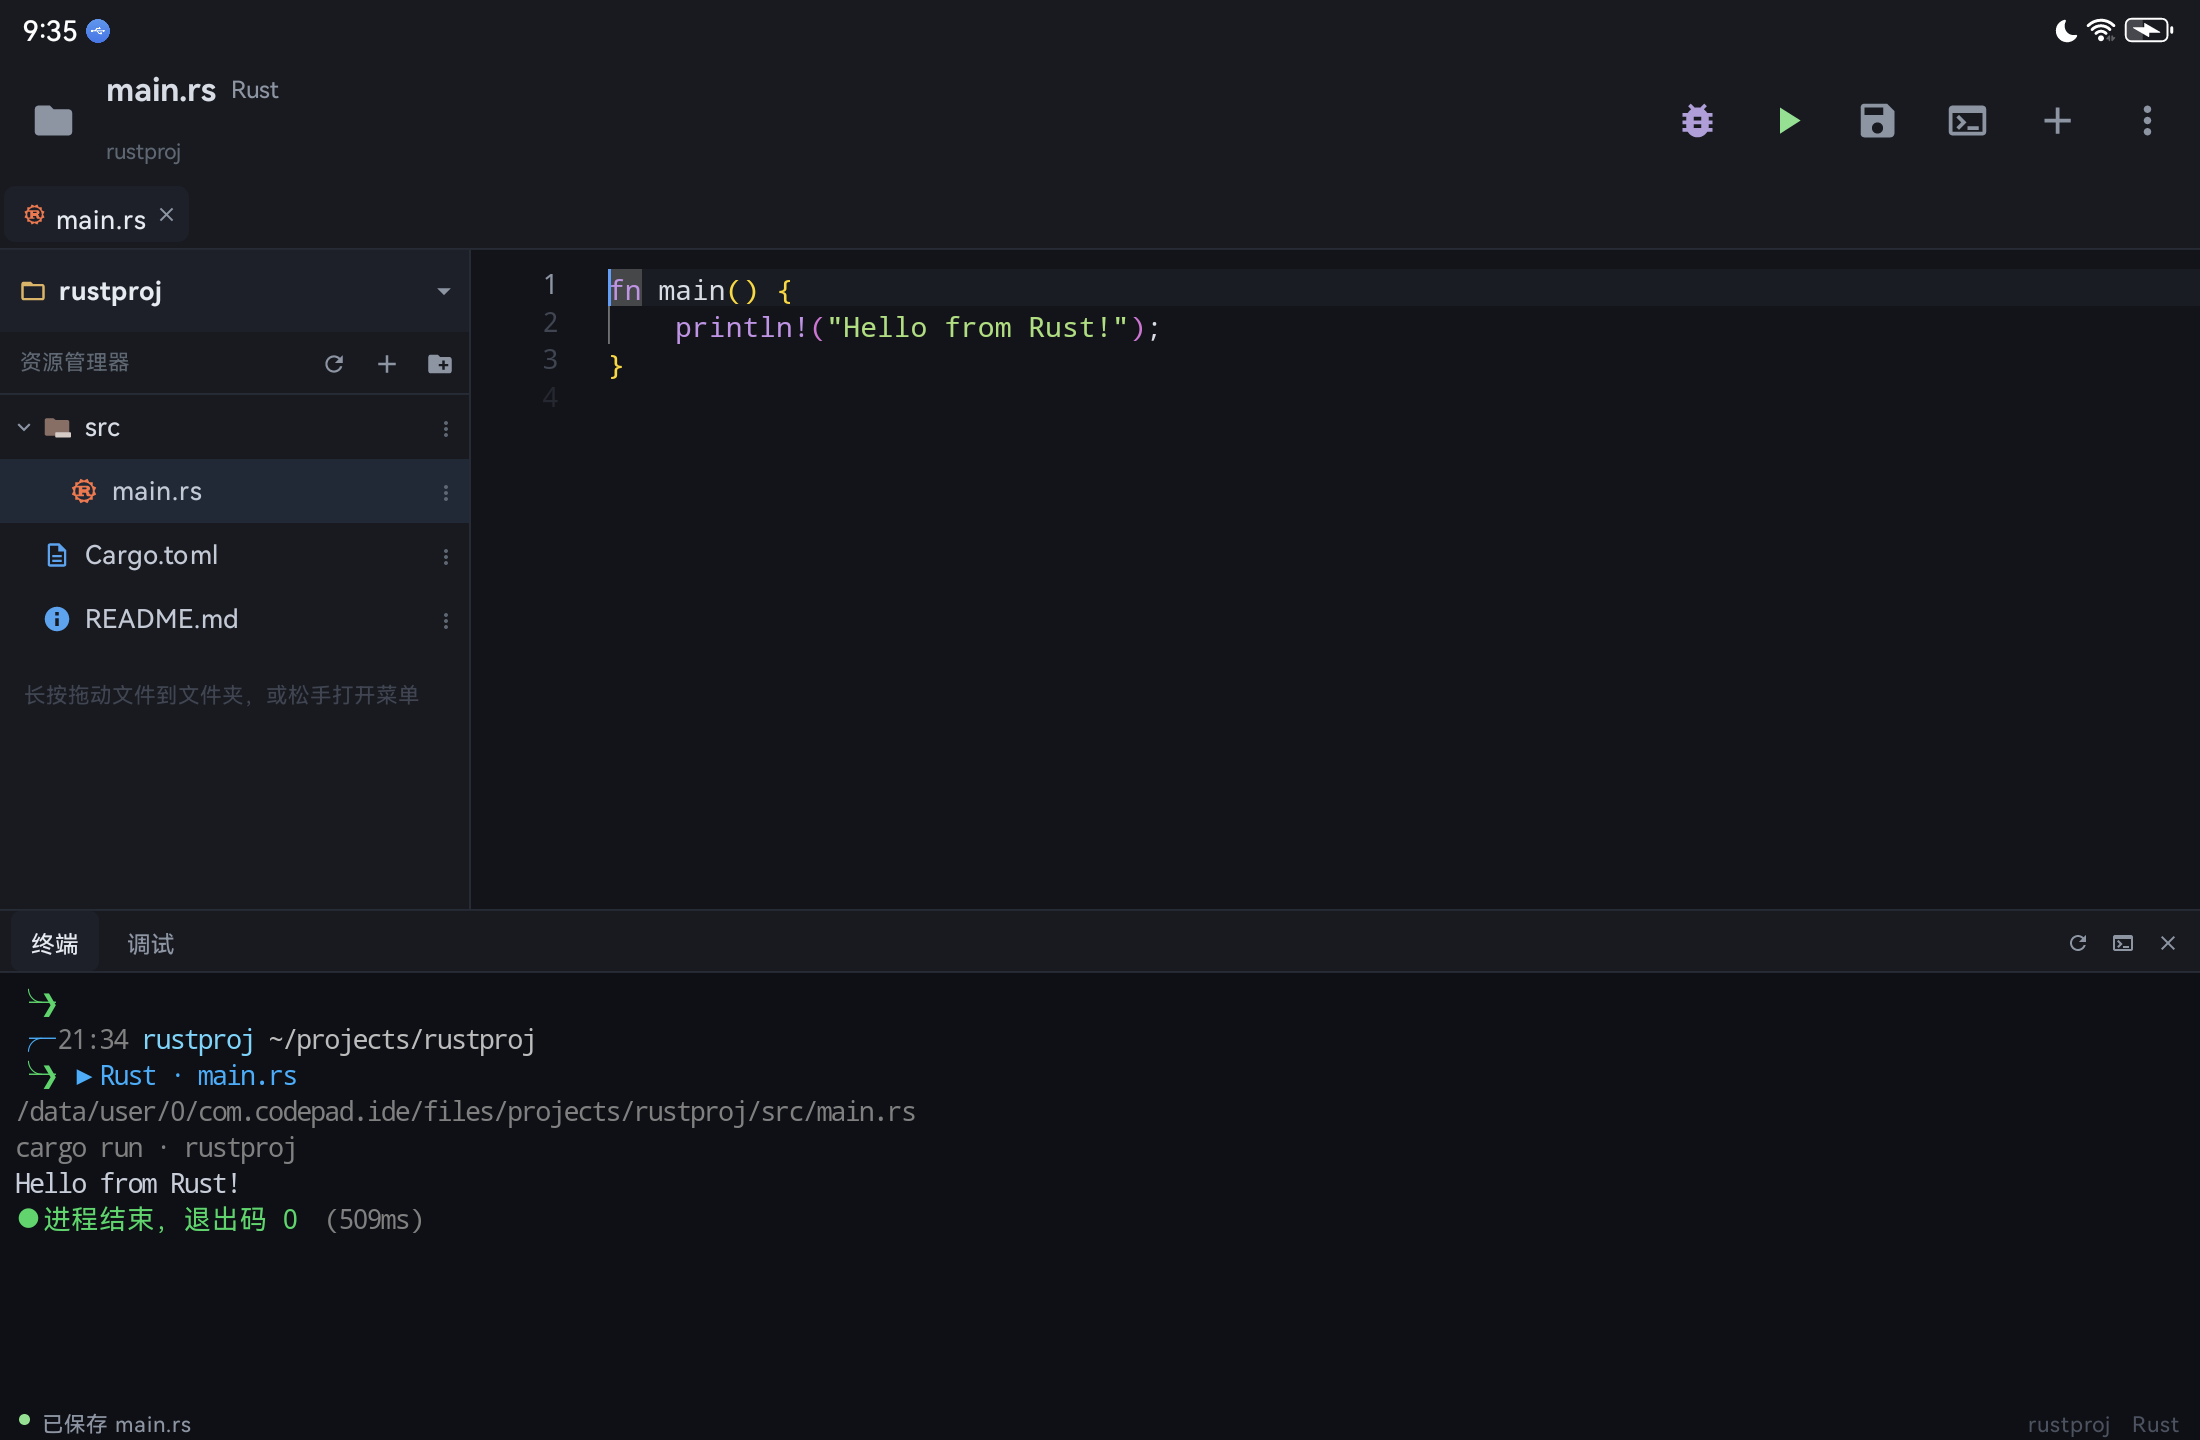 9:35
main.rs Rust
rustproj
main.rs
rustproj
资源管理器
src
main.rs
Cargo.toml
README.md
长按拖动文件到文件夹，或松手打开菜单
1 fn main() {
2 println!("Hello from Rust!");
3 }
4
终端 调试
╰─❯
╭─21:34 rustproj ~/projects/rustproj
╰─❯ ▶ Rust · main.rs
/data/user/0/com.codepad.ide/files/projects/rustproj/src/main.rs
cargo run · rustproj
Hello from Rust!
●进程结束，退出码 0 (509ms)
已保存 main.rs
rustproj Rust